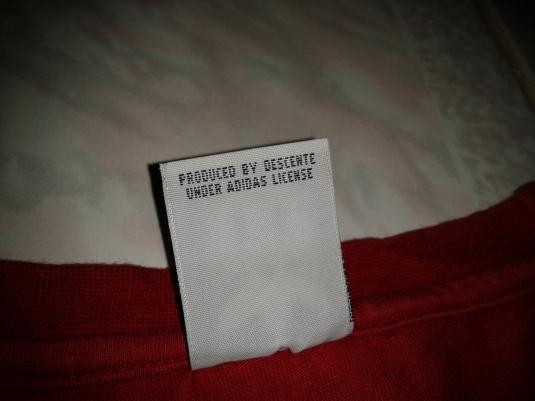 PRODUCED BY DESCENTE
UNDER ADIDAS LICENSE